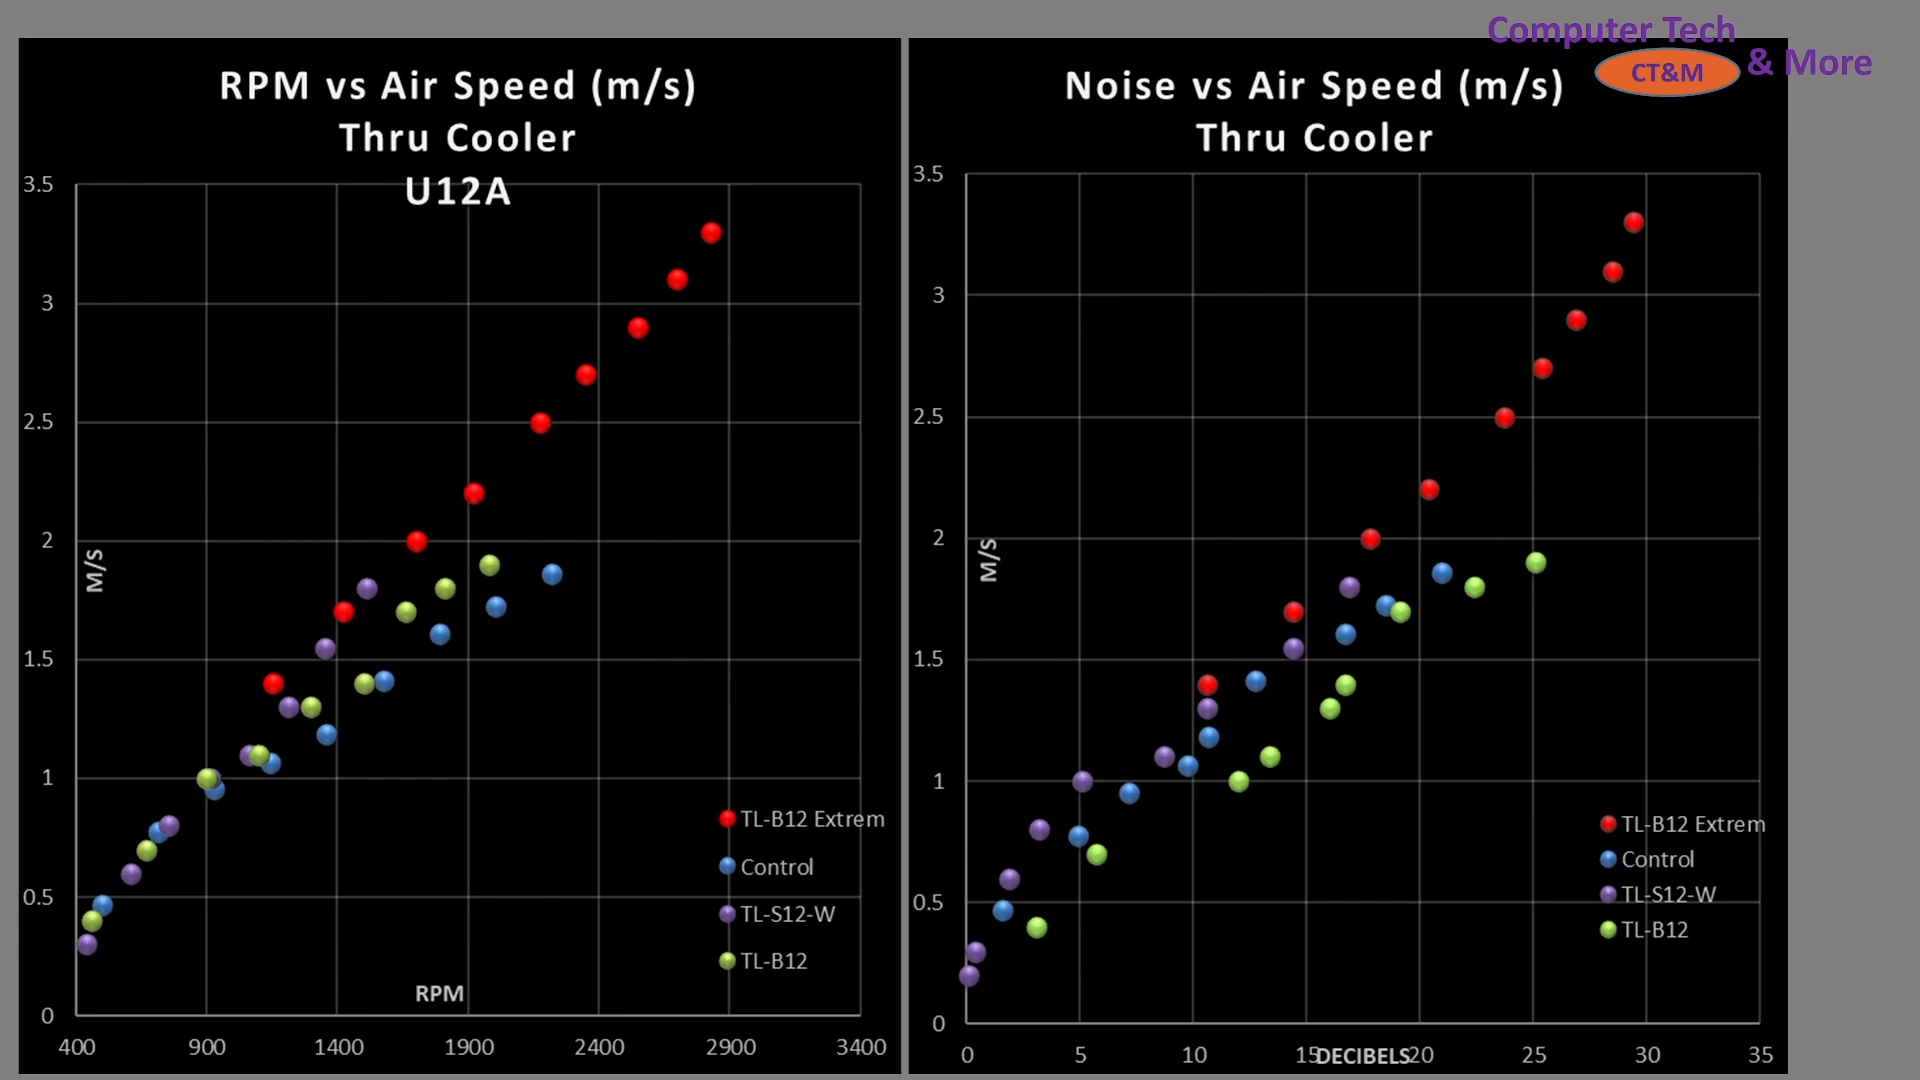 Computer Tech
CT&M
& More
RPM vs Air Speed (m/s)
Thru Cooler
U12A
3.5
3
2.5
2
1.5
1
0.5
0
M/S
TL-B12 Extrem
Control
TL-S12-W
TL-B12
RPM
400 900 1400 1900 2400 2900 3400
Noise vs Air Speed (m/s)
Thru Cooler
3.5
3
2.5
2
1.5
1
0.5
0
M/S
TL-B12 Extrem
Control
TL-S12-W
TL-B12
0 5 10 15 DECIBELS 20 25 30 35